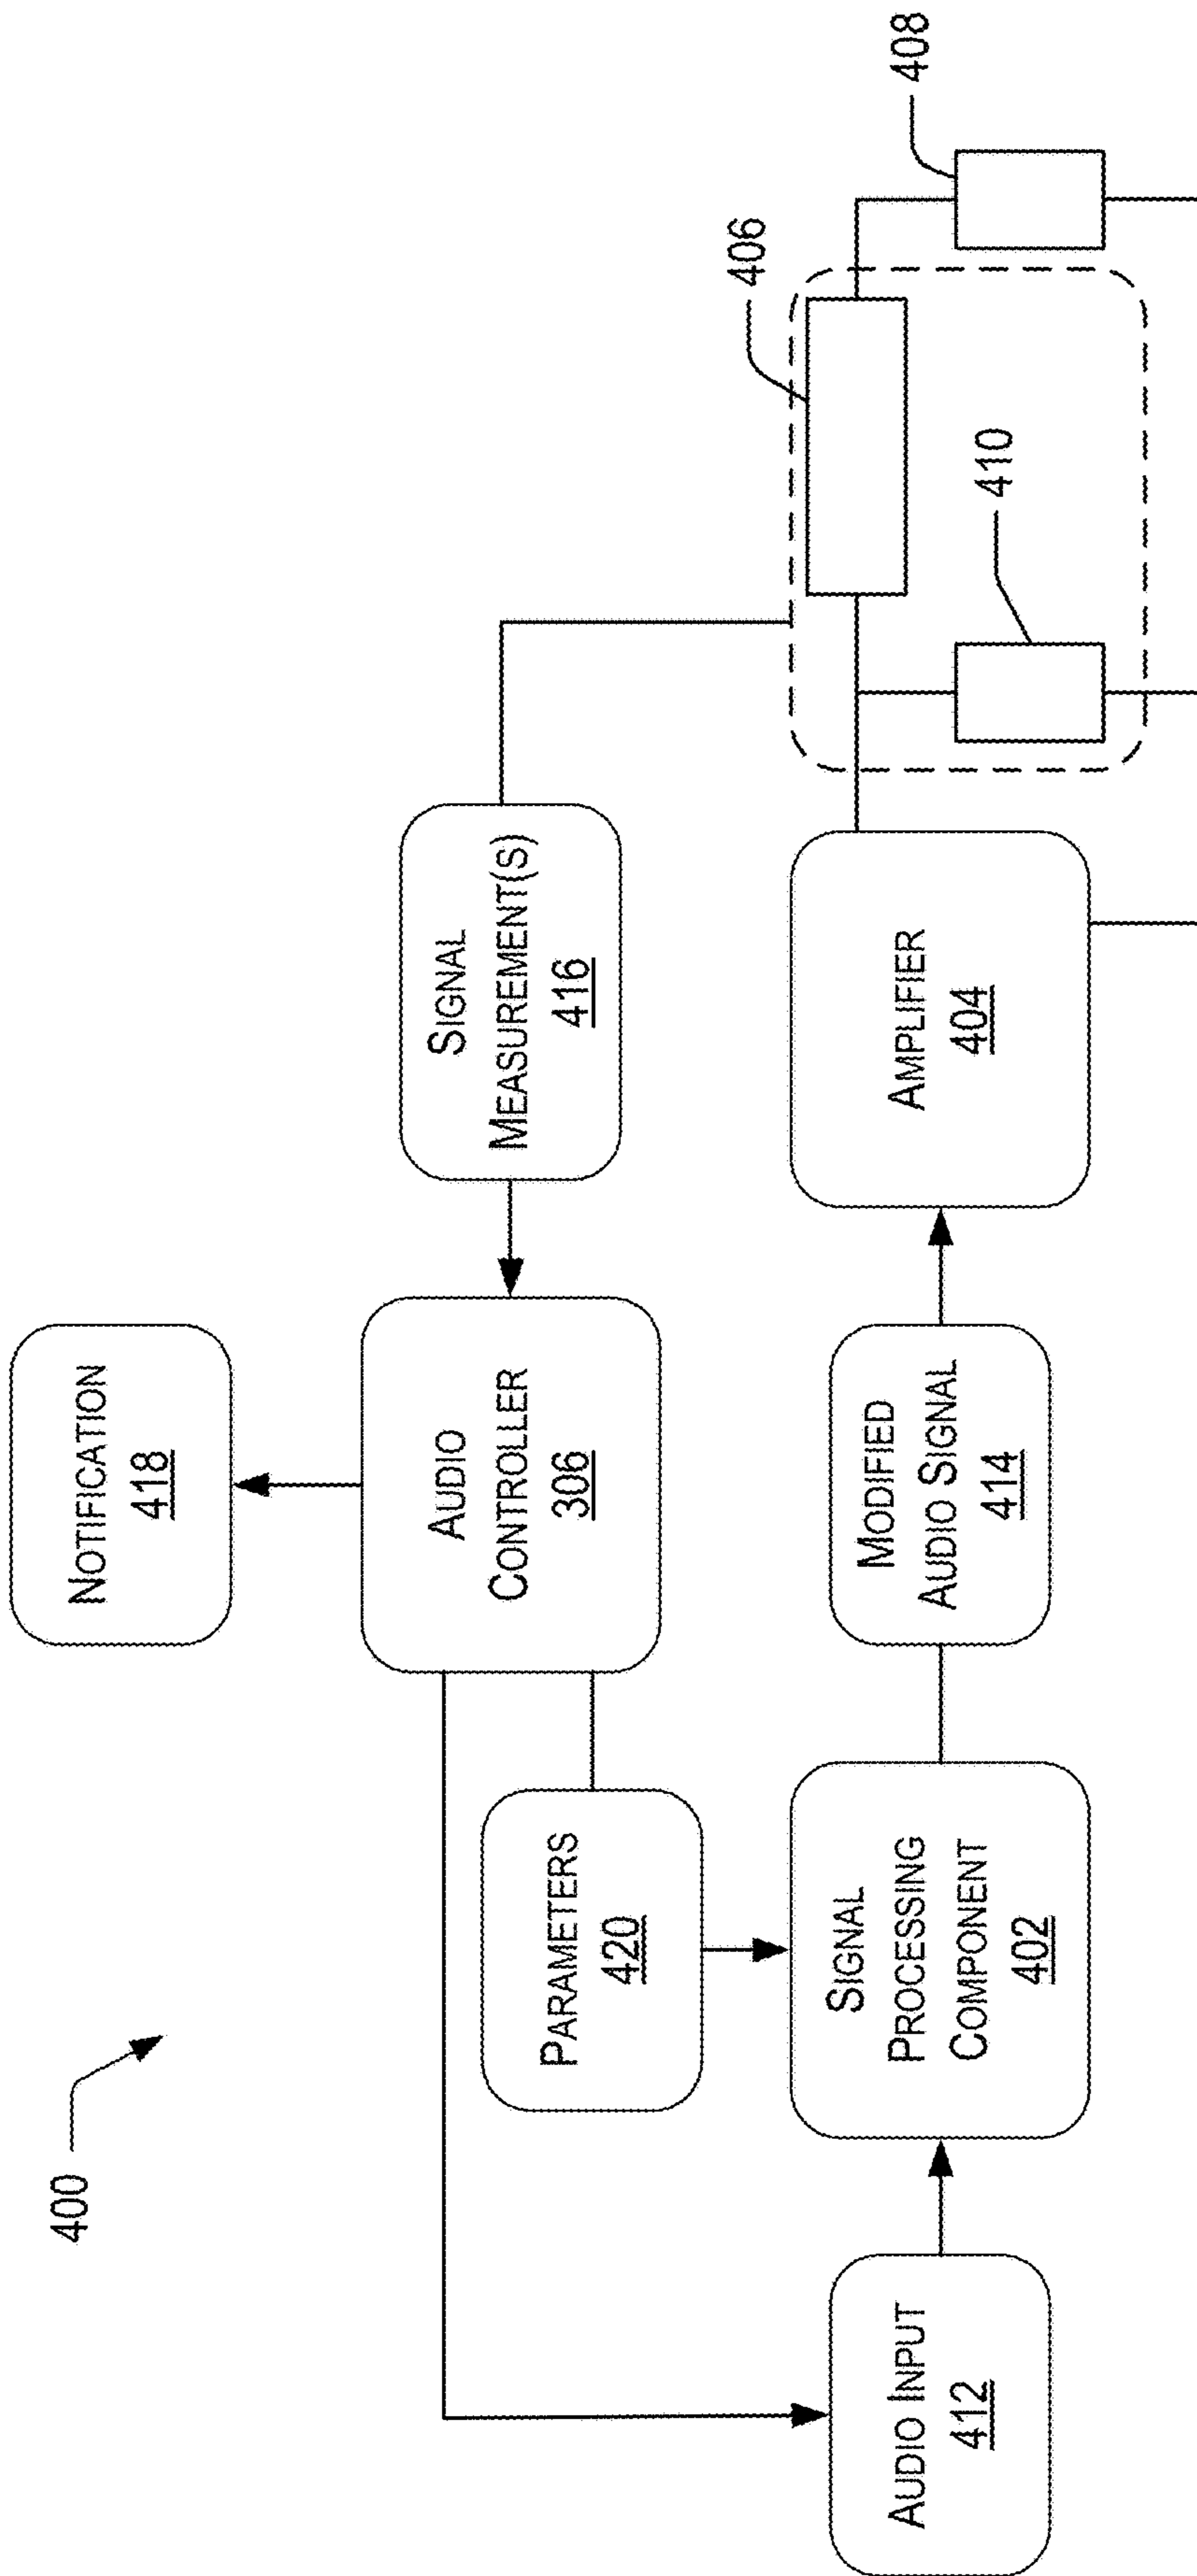 400
NOTIFICATION
418
AUDIO
CONTROLLER
306
SIGNAL
MEASUREMENT(S)
416
PARAMETERS
420
406
408
410
AUDIO INPUT
412
SIGNAL
PROCESSING
COMPONENT
402
MODIFIED
AUDIO SIGNAL
414
AMPLIFIER
404